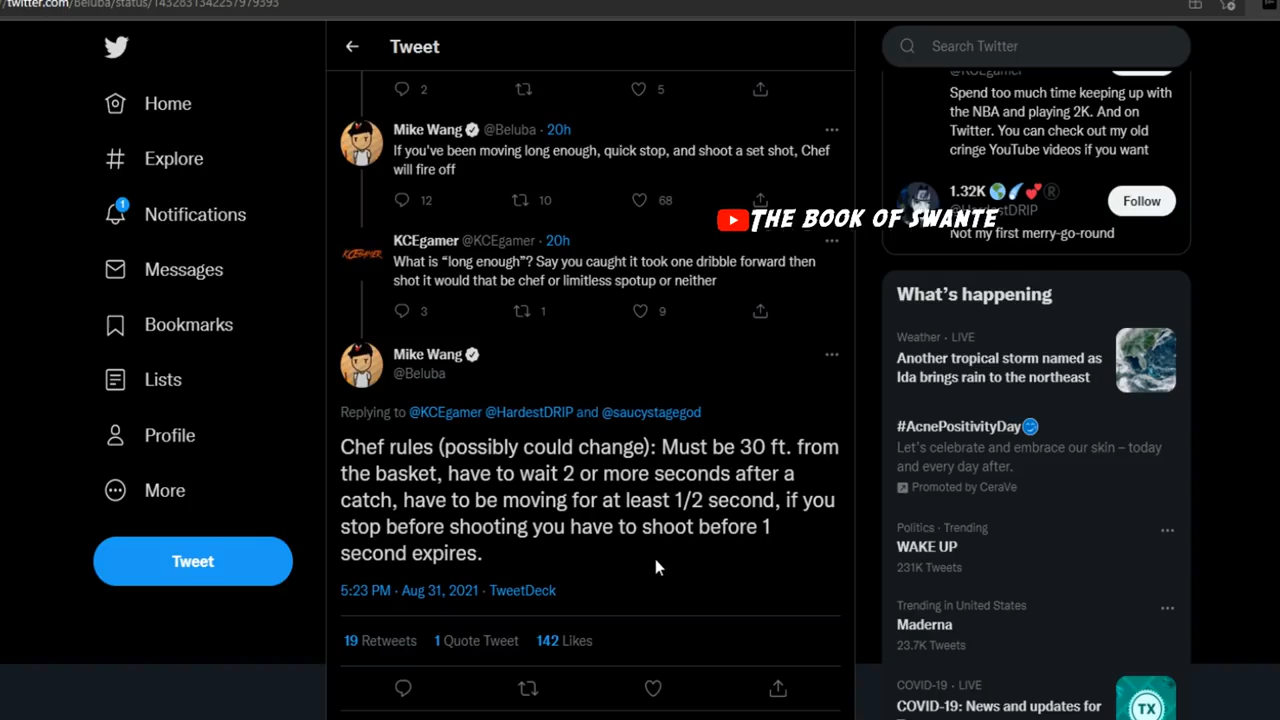 //twitter.com/beluba/status/1432831342257979393
Tweet
Search Twitter
Home
Explore
1
Notifications
Messages
Bookmarks
Lists
Profile
More
Tweet
2 5
Mike Wang @Beluba · 20h
If you've been moving long enough, quick stop, and shoot a set shot, Chef
will fire off
12 10 68
KCEGAMER
KCEgamer @KCEgamer · 20h
What is “long enough”? Say you caught it took one dribble forward then
shot it would that be chef or limitless spotup or neither
3 1 9
Mike Wang
@Beluba
Replying to @KCEgamer @HardestDRIP and @saucystagegod
Chef rules (possibly could change): Must be 30 ft. from
the basket, have to wait 2 or more seconds after a
catch, have to be moving for at least 1/2 second, if you
stop before shooting you have to shoot before 1
second expires.
5:23 PM · Aug 31, 2021 · TweetDeck
19 Retweets 1 Quote Tweet 142 Likes
@KCEgamer
Spend too much time keeping up with
the NBA and playing 2K. And on
Twitter. You can check out my old
cringe YouTube videos if you want
1.32K 🌎☄️💕®
@HardestDRIP
Follow
Not my first merry-go-round
THE BOOK OF SWANTE
What's happening
Weather · LIVE
Another tropical storm named as
Ida brings rain to the northeast
#AcnePositivityDay
Let's celebrate and embrace our skin – today
and every day after.
Promoted by CeraVe
Politics · Trending
WAKE UP
231K Tweets
Trending in United States
Maderna
23.7K Tweets
COVID-19 · LIVE
COVID-19: News and updates for
TX